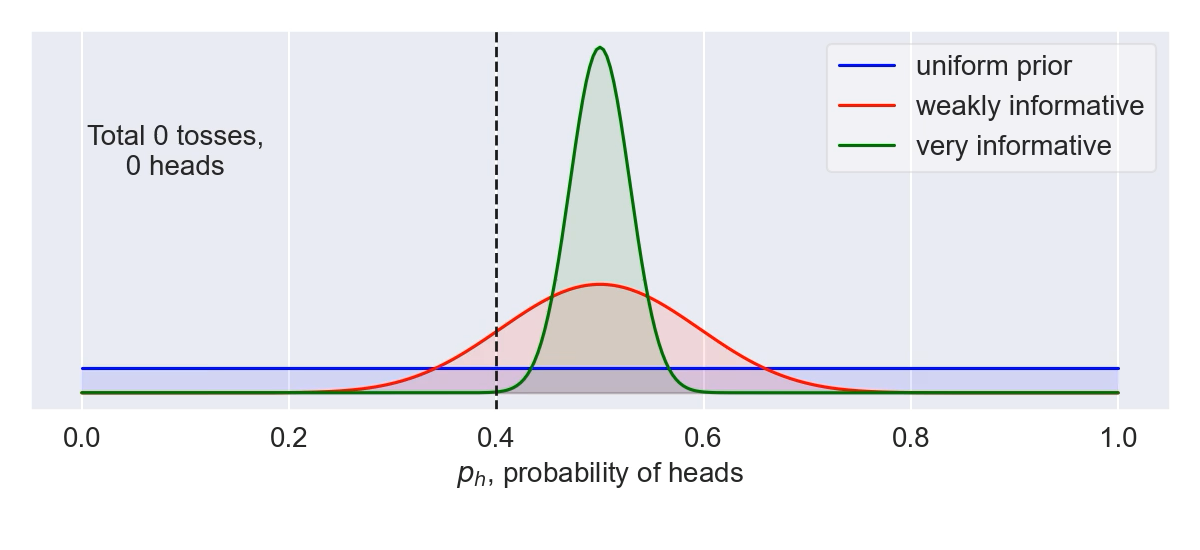 Total 0 tosses,
0 heads
uniform prior
weakly informative
very informative
0.0 0.2 0.4 0.6 0.8 1.0
pₕ, probability of heads